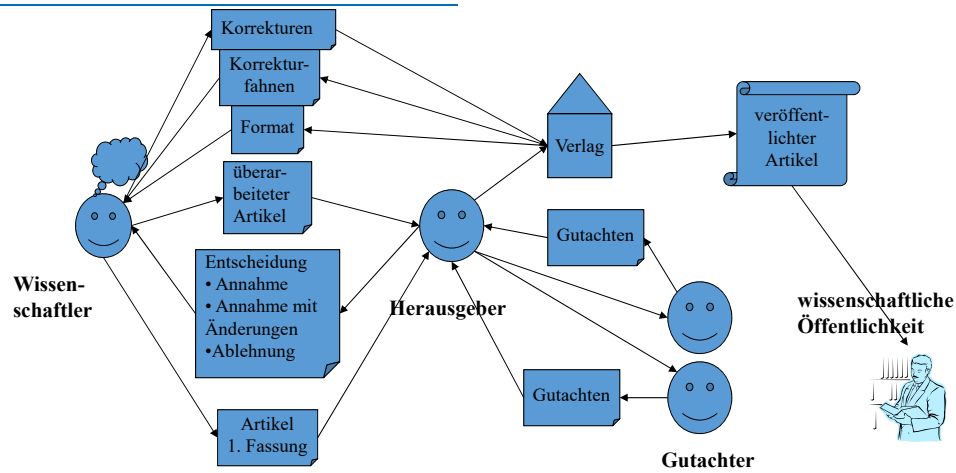 Korrekturen
Korrektur-
fahnen
Format
überar-
beiteter
Artikel
Entscheidung
• Annahme
• Annahme mit
Änderungen
•Ablehnung
Artikel
1. Fassung
Wissen-
schaftler
Herausgeber
Verlag
Gutachten
Gutachten
Gutachter
veröffent-
lichter
Artikel
wissenschaftliche
Öffentlichkeit